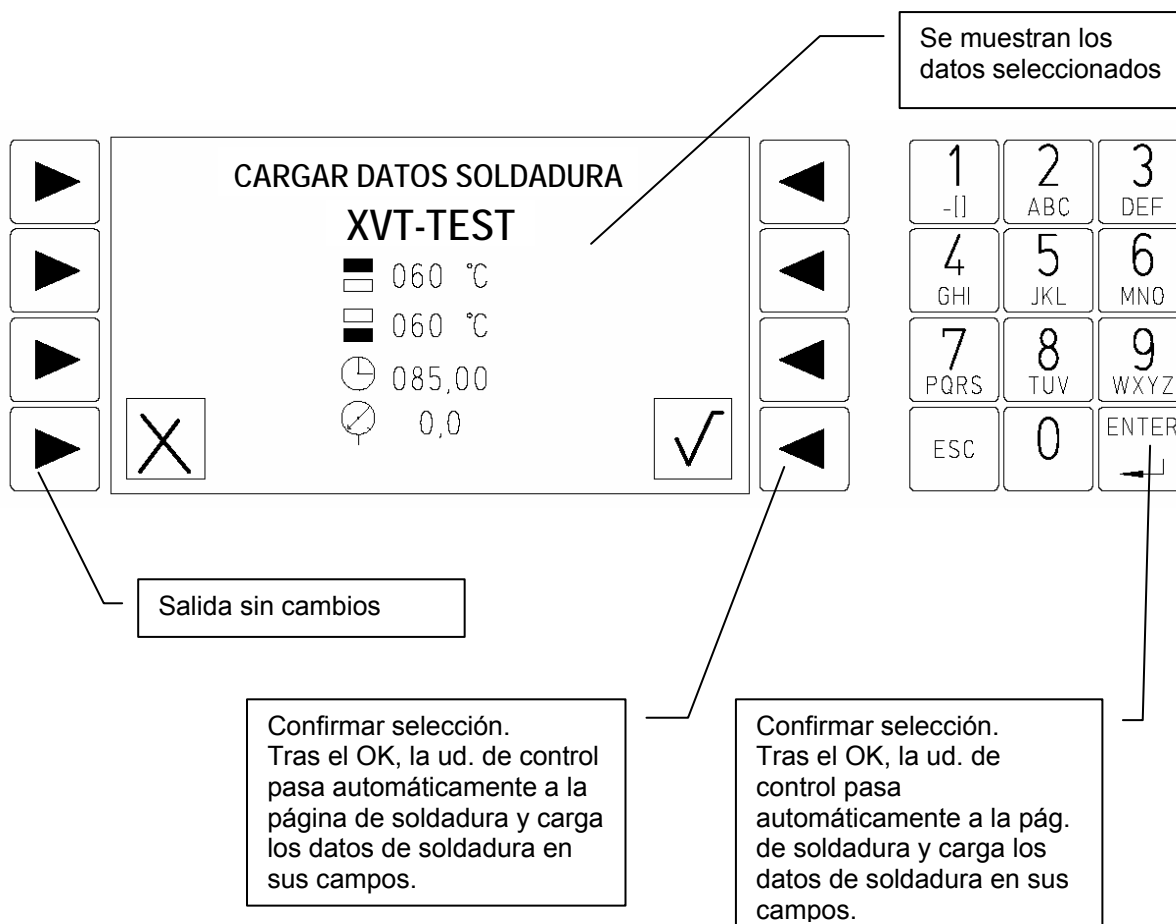 Se muestran los
datos seleccionados
CARGAR DATOS SOLDADURA
XVT-TEST
060 °C
060 °C
085,00
0,0
1
-[]
2
ABC
3
DEF
4
GHI
5
JKL
6
MNO
7
PQRS
8
TUV
9
WXYZ
ESC
0
ENTER
Salida sin cambios
Confirmar selección.
Tras el OK, la ud. de control
pasa automáticamente a la
página de soldadura y carga
los datos de soldadura en
sus campos.
Confirmar selección.
Tras el OK, la ud. de
control pasa
automáticamente a la pág.
de soldadura y carga los
datos de soldadura en sus
campos.